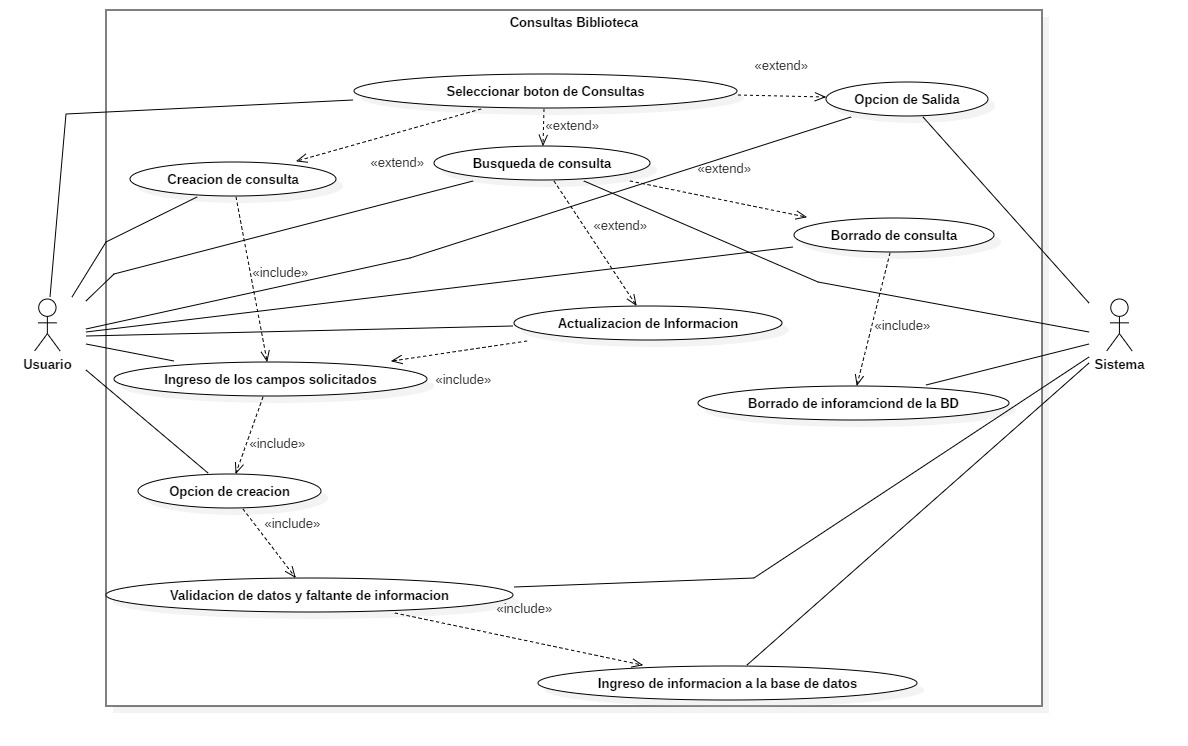 Consultas Biblioteca
«extend»
Seleccionar boton de Consultas
Opcion de Salida
«extend»
«extend»
Busqueda de consulta
«extend»
Creacion de consulta
«extend»
Borrado de consulta
«include»
Actualizacion de Informacion
«include»
Usuario
Sistema
Ingreso de los campos solicitados
«include»
Borrado de inforamciond de la BD
«include»
Opcion de creacion
«include»
Validacion de datos y faltante de informacion
«include»
Ingreso de informacion a la base de datos